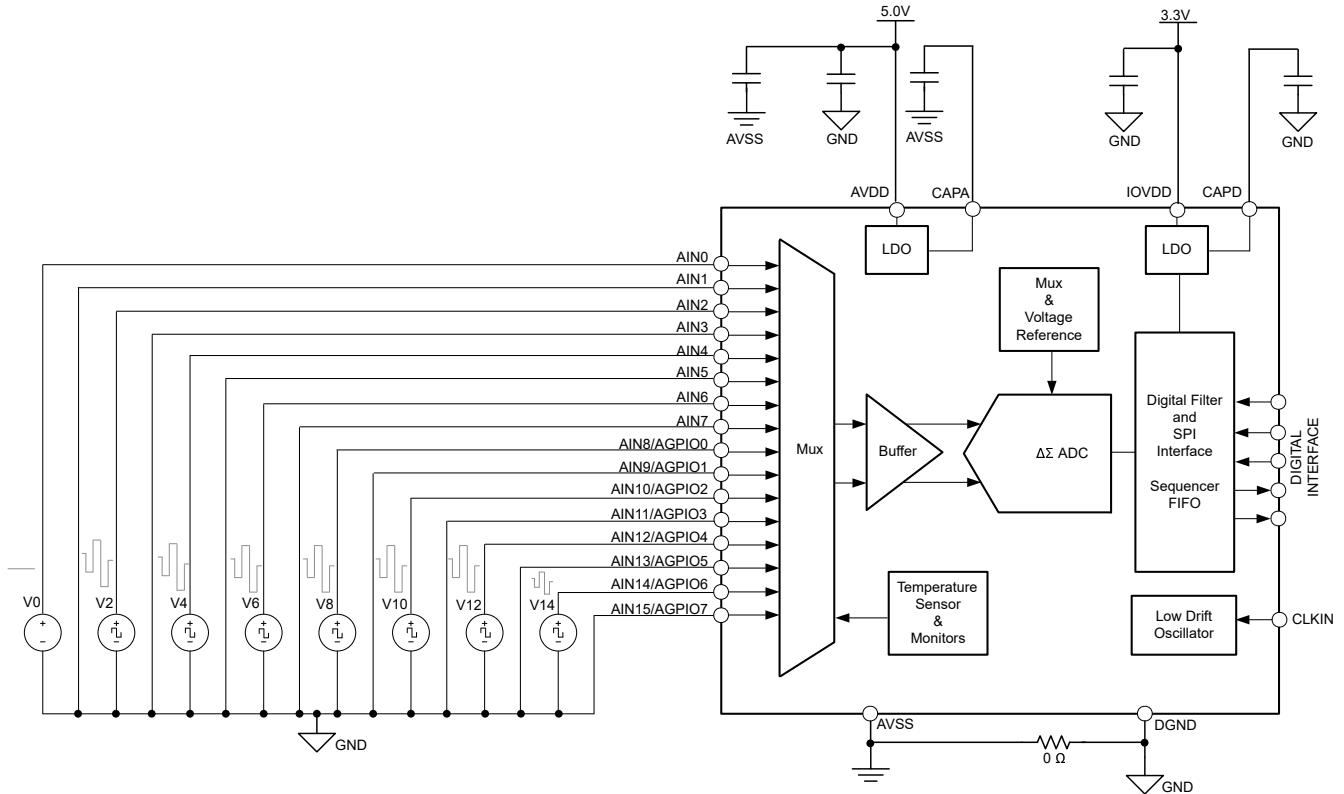 5.0V
3.3V
AVSS
GND
AVSS
GND
GND
AVDD
CAPA
IOVDD
CAPD
LDO
LDO
AIN0
AIN1
AIN2
AIN3
AIN4
AIN5
AIN6
AIN7
AIN8/AGPIO0
AIN9/AGPIO1
AIN10/AGPIO2
AIN11/AGPIO3
AIN12/AGPIO4
AIN13/AGPIO5
AIN14/AGPIO6
AIN15/AGPIO7
Mux
&
Voltage
Reference
Mux
Buffer
ΔΣ ADC
Digital Filter
and
SPI
Interface
Sequencer
FIFO
DIGITAL
INTERFACE
V0
V2
V4
V6
V8
V10
V12
V14
+
-
+
-
+
-
+
-
+
-
+
-
+
-
+
-
Temperature
Sensor
&
Monitors
Low Drift
Oscillator
CLKIN
GND
AVSS
DGND
0 Ω
GND